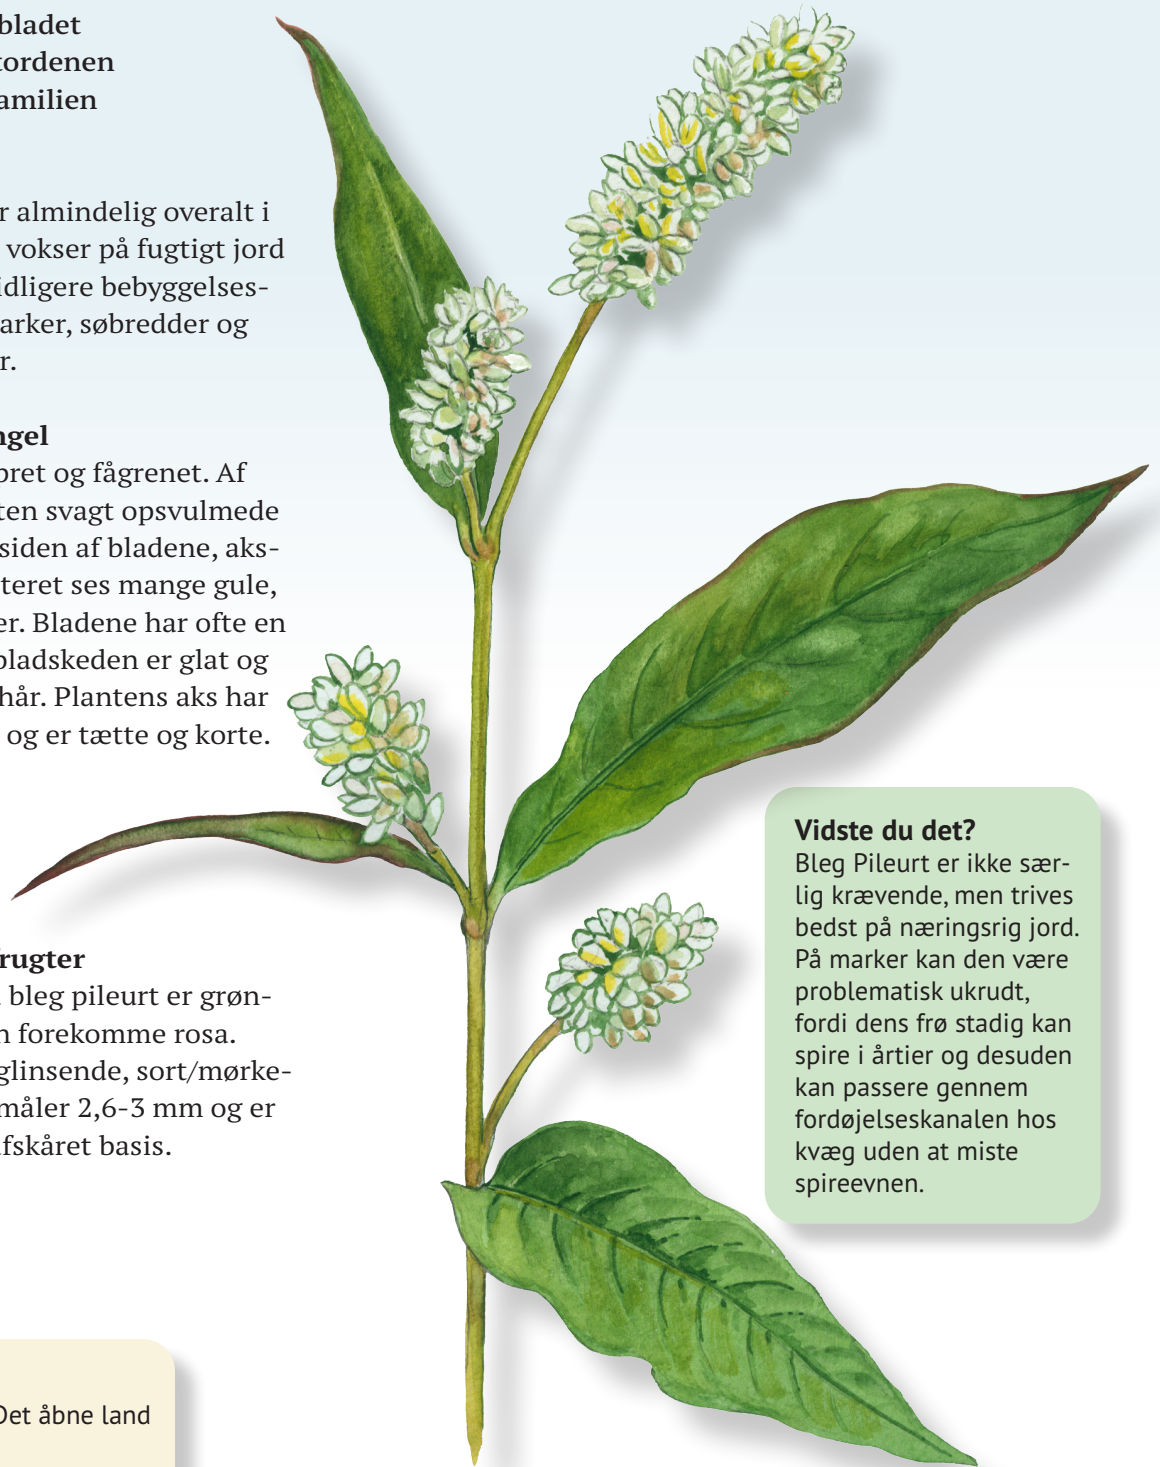 bladet
tordenen
amilien
r almindelig overalt i
vokser på fugtigt jord
idligere bebyggelses-
arker, søbredder og
r.
ngel
bret og fågrenet. Af
ten svagt opsvulmede
siden af bladene, aks-
teret ses mange gule,
er. Bladene har ofte en
bladskeden er glat og
hår. Plantens aks har
og er tætte og korte.
rugter
bleg pileurt er grøn-
n forekomme rosa.
glinsende, sort/mørke-
måler 2,6-3 mm og er
afskåret basis.
Vidste du det?
Bleg Pileurt er ikke sær-
lig krævende, men trives
bedst på næringsrig jord.
På marker kan den være
problematisk ukrudt,
fordi dens frø stadig kan
spire i årtier og desuden
kan passere gennem
fordøjelseskanalen hos
kvæg uden at miste
spireevnen.
Det åbne land